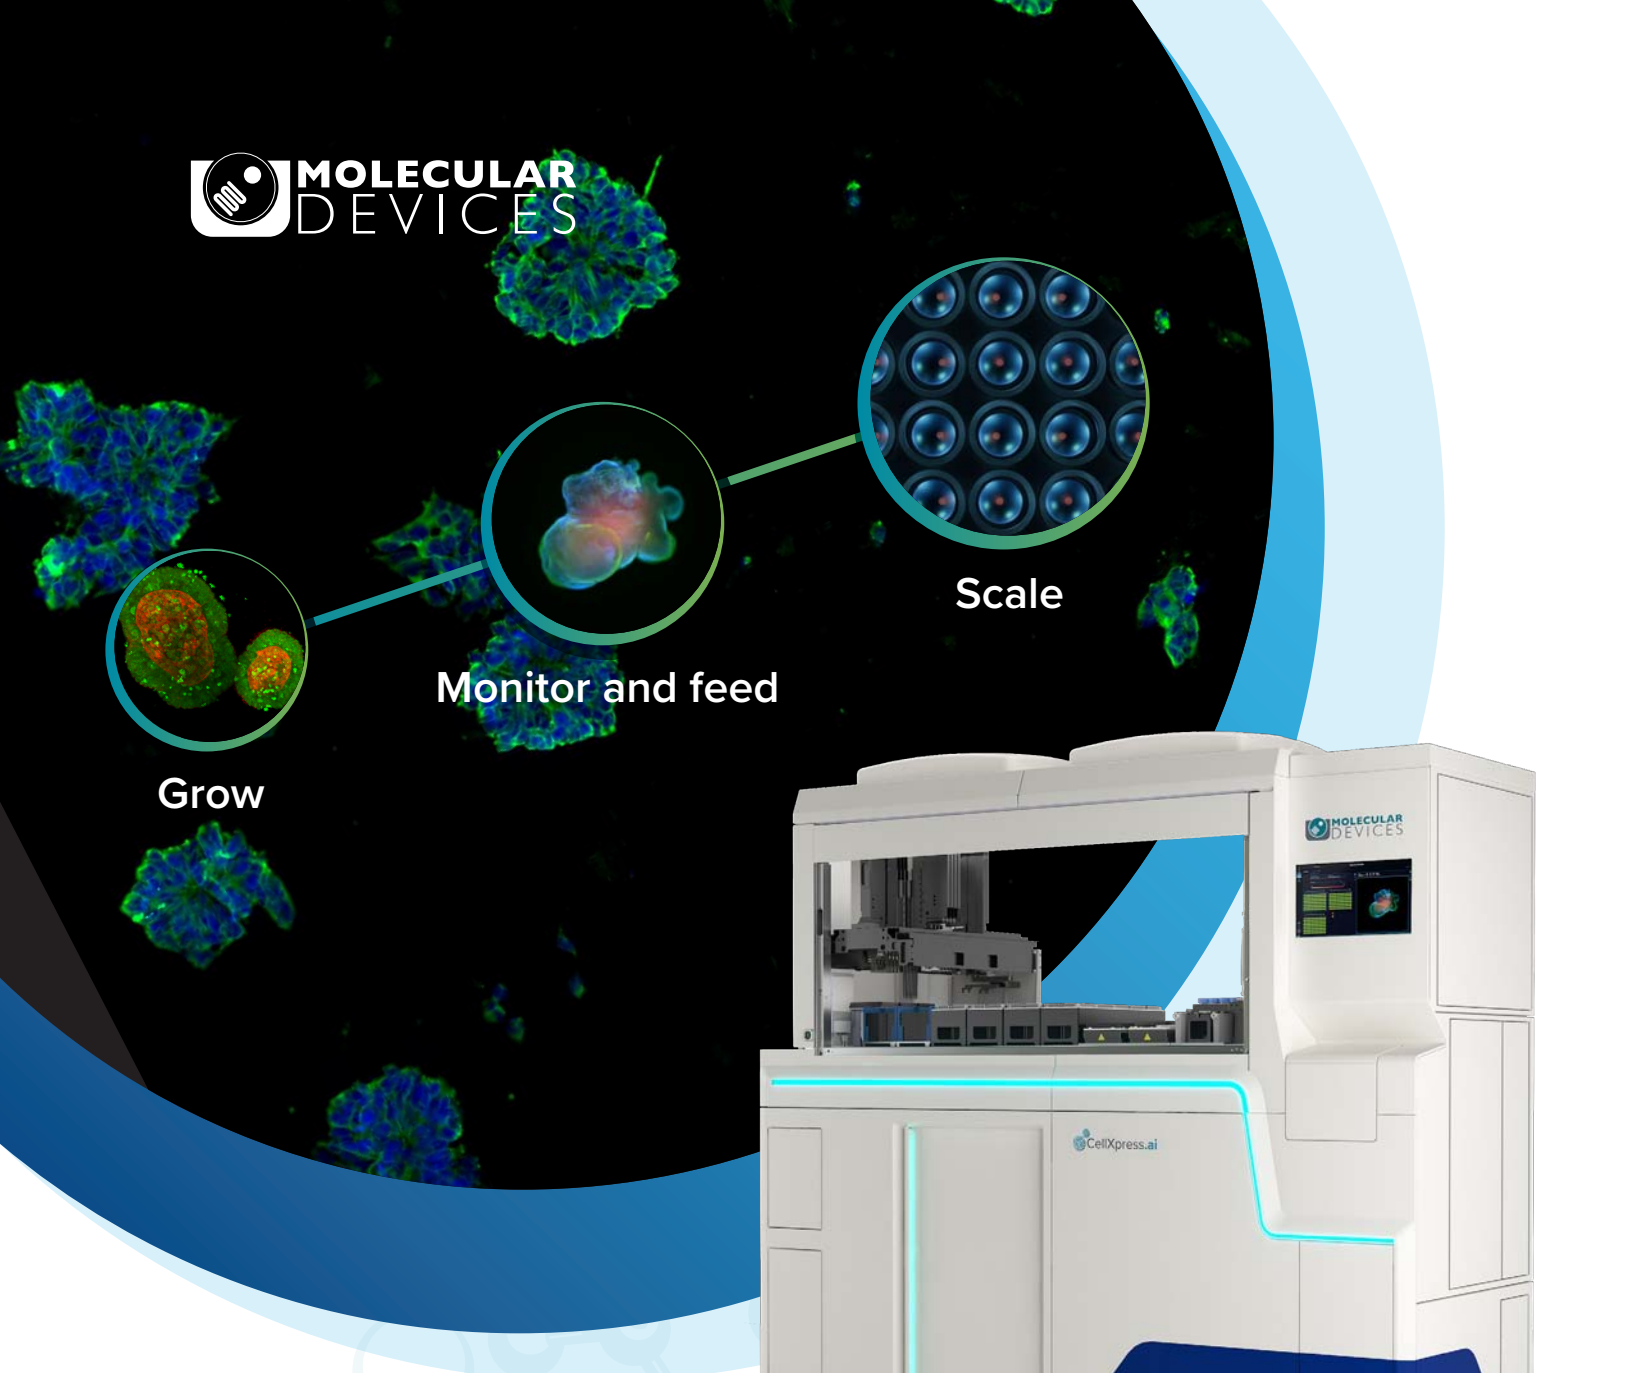 MOLECULAR
DEVICES
Scale
Monitor and feed
Grow
MOLECULAR
DEVICES
CellXpress.ai